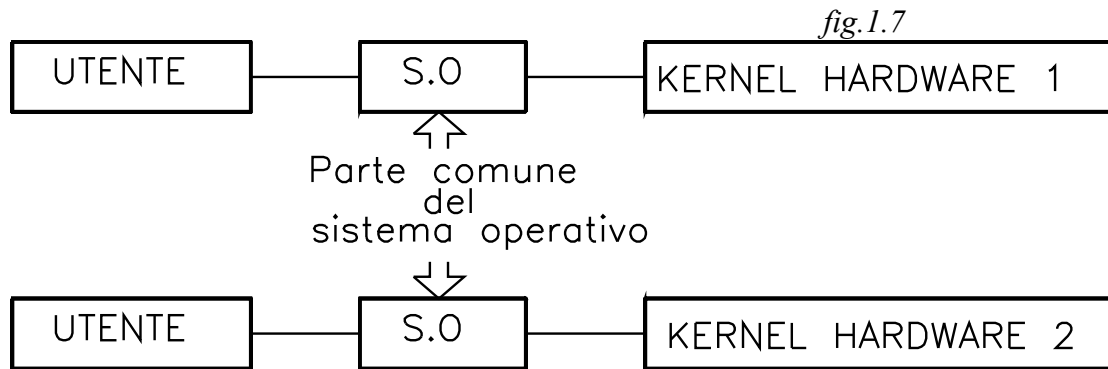 fig.1.7
UTENTE S.O KERNEL HARDWARE 1
Parte comune
del
sistema operativo
UTENTE S.O KERNEL HARDWARE 2